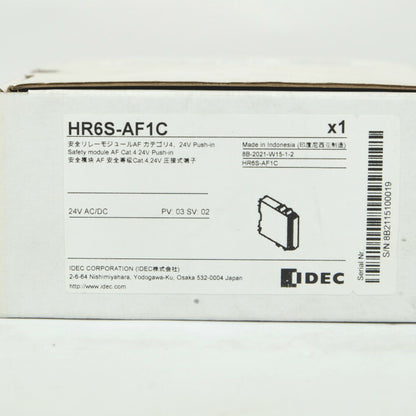 HR6S-AF1C x1
安全リレーモジュールAF カテゴリ4、24V Push-in
Safety module AF Cat.4 24V Push-in
安全模块 AF 安全等级Cat.4 24V 压接式端子
Made in Indonesia (印度尼西亚制造)
8B-2021-W15-1-2
HR6S-AF1C
24V AC/DC PV: 03 SV: 02
IDEC CORPORATION (IDEC株式会社)
2-6-64 Nishimiyahara, Yodogawa-Ku, Osaka 532-0004 Japan
http://www.idec.com
IDEC
Serial Nr
S/N:8B2115100019